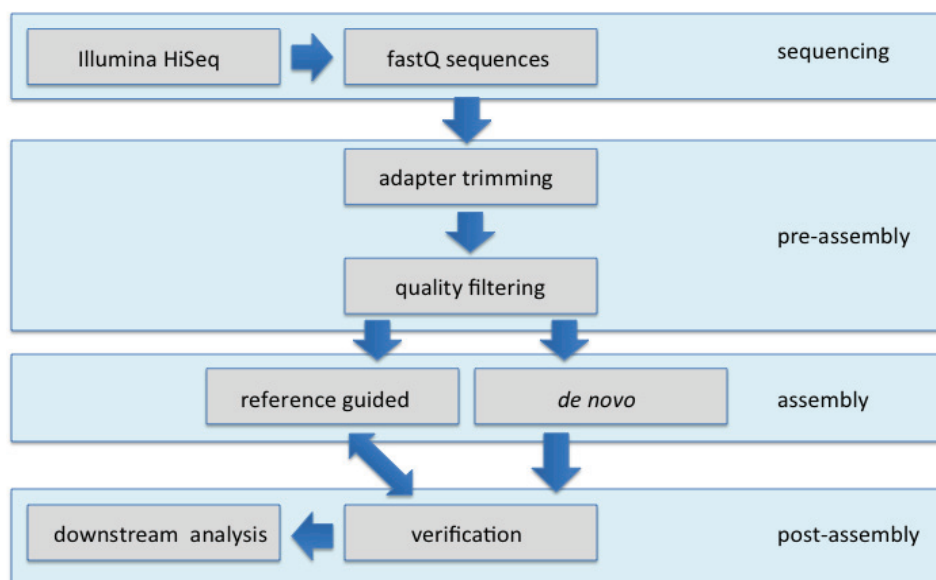 Illumina HiSeq
fastQ sequences
sequencing
adapter trimming
pre-assembly
quality filtering
reference guided
de novo
assembly
downstream analysis
verification
post-assembly